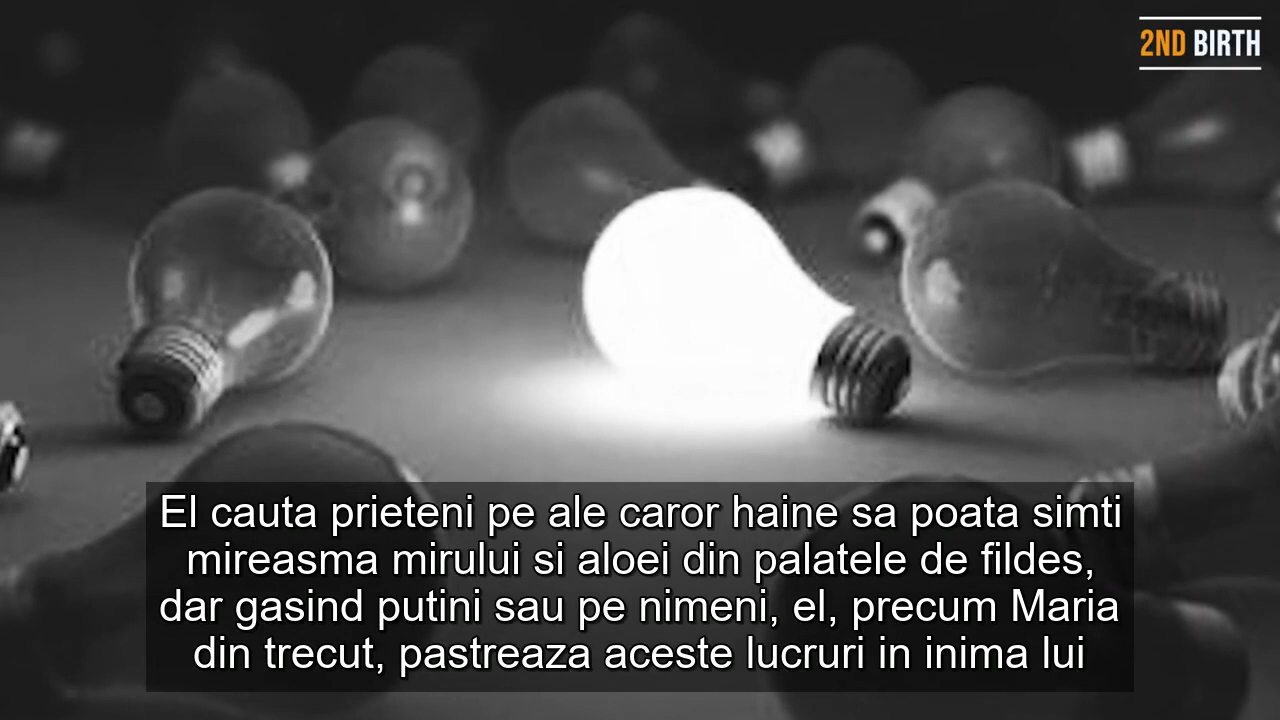 2ND BIRTH
El cauta prieteni pe ale caror haine sa poata simti
mireasma mirului si aloei din palatele de fildes,
dar gasind putini sau pe nimeni, el, precum Maria
din trecut, pastreaza aceste lucruri in inima lui